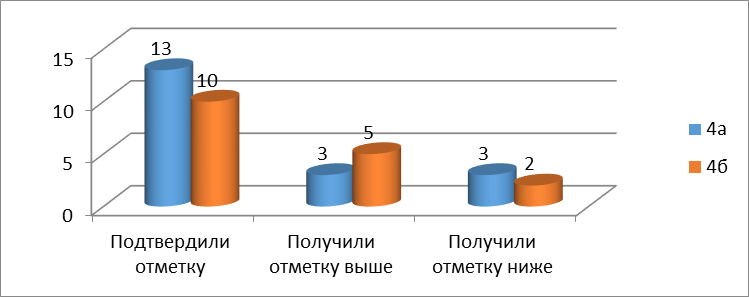 15
10
5
0
13
10
3
5
3
2
Подтвердили
отметку
Получили
отметку выше
Получили
отметку ниже
4а
4б